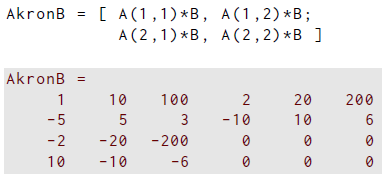 AkronB = [ A(1,1)*B, A(1,2)*B;
A(2,1)*B, A(2,2)*B ]
AkronB =
1 10 100 2 20 200
-5 5 3 -10 10 6
-2 -20 -200 0 0 0
10 -10 -6 0 0 0